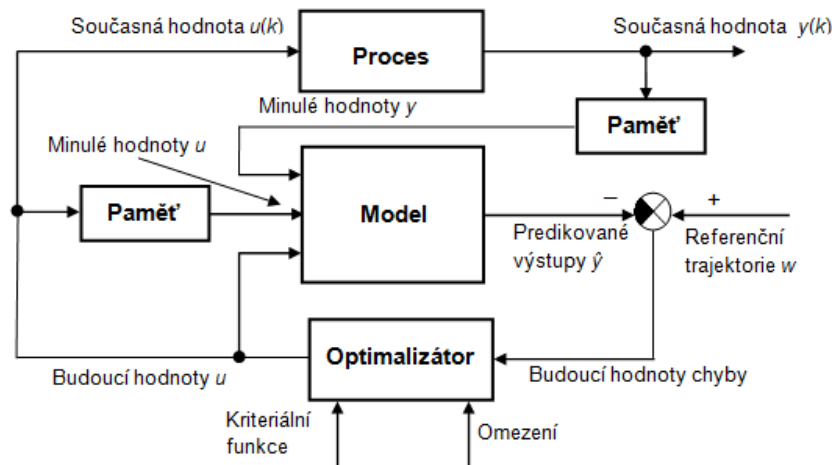 Současná hodnota u(k)
Proces
Současná hodnota y(k)
Minulé hodnoty y
Paměť
Minulé hodnoty u
Paměť
Model
–
+
Predikované
výstupy ŷ
Referenční
trajektorie w
Optimalizátor
Budoucí hodnoty u
Budoucí hodnoty chyby
Kriteriální
funkce
Omezení